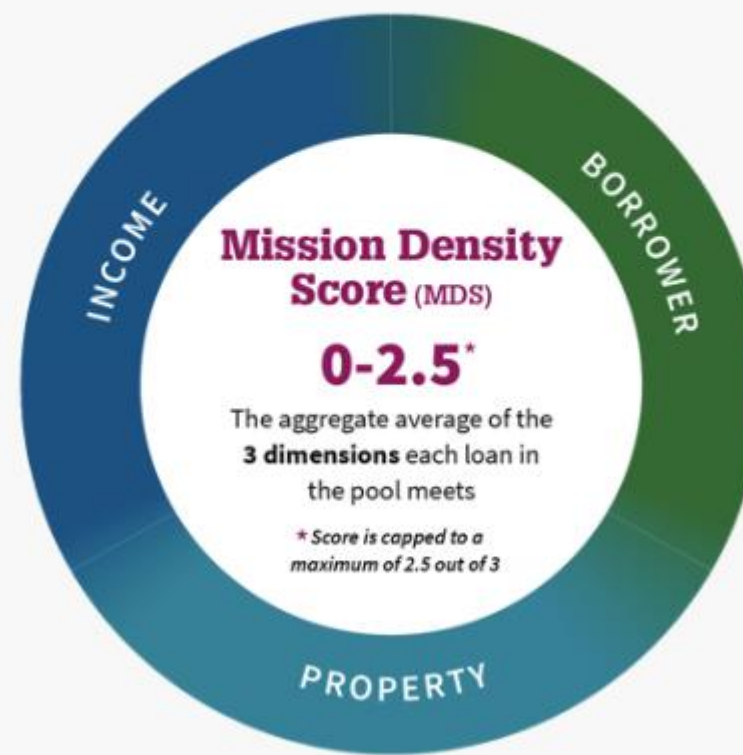 INCOME
BORROWER
Mission Density
Score (MDS)
0-2.5*
The aggregate average of the
3 dimensions each loan in
the pool meets
* Score is capped to a
maximum of 2.5 out of 3
PROPERTY